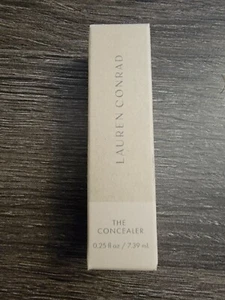 LAUREN CONRAD
THE
CONCEALER
0.25 fl oz / 7.39 mL